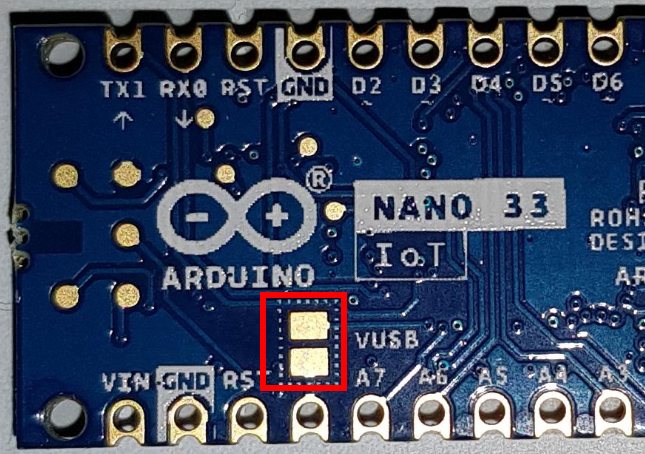 TX1 RX0 RST GND D2 D3 D4 D5 D6
®
NANO 33
IoT
ROH
DESI
ARDUINO
AR
VUSB
VIN GND RST A7 A6 A5 A4 A3